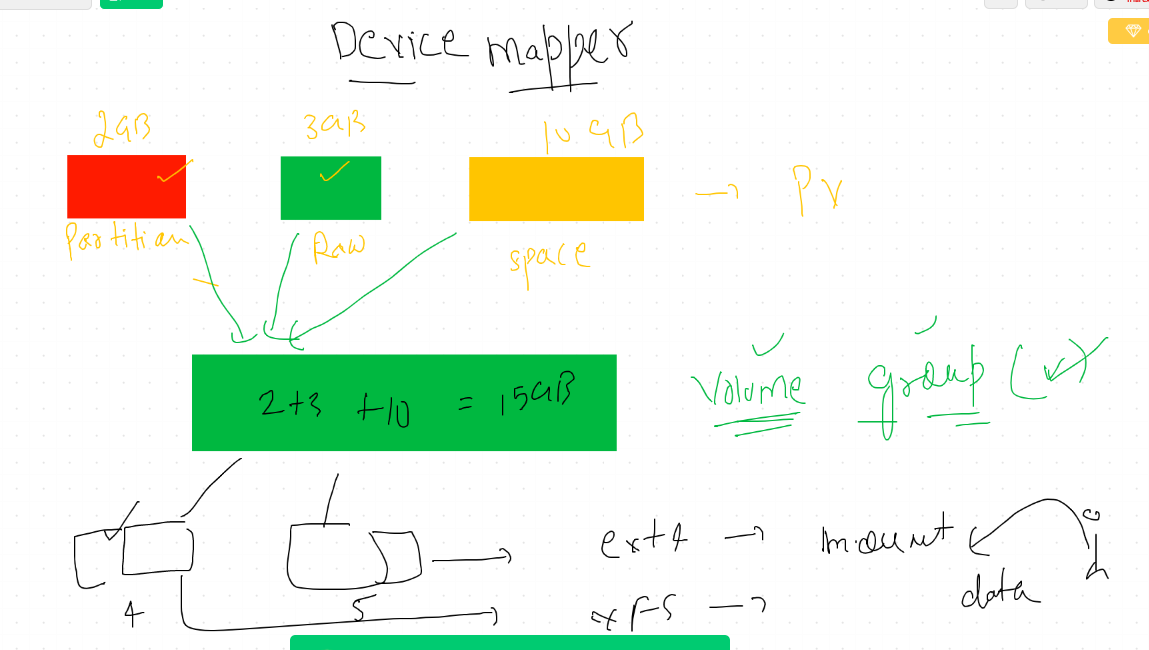 Device mapper
2GB 3GB 10 GB
Partition Raw space → PV
2+3 +10 = 15GB
Volume group (✓)
ext4 → mount
4 5 data
xFS →